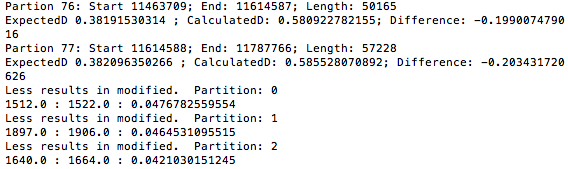 Partion 76: Start 11463709; End: 11614587; Length: 50165
ExpectedD 0.38191530314 ; CalculatedD: 0.580922782155; Difference: -0.1990074790
16
Partion 77: Start 11614588; End: 11787766; Length: 57228
ExpectedD 0.382096350266 ; CalculatedD: 0.585528070892; Difference: -0.203431720
626
Less results in modified.  Partition: 0
1512.0 : 1522.0 : 0.0476782559554
Less results in modified.  Partition: 1
1897.0 : 1906.0 : 0.0464531095515
Less results in modified.  Partition: 2
1640.0 : 1664.0 : 0.0421030151245